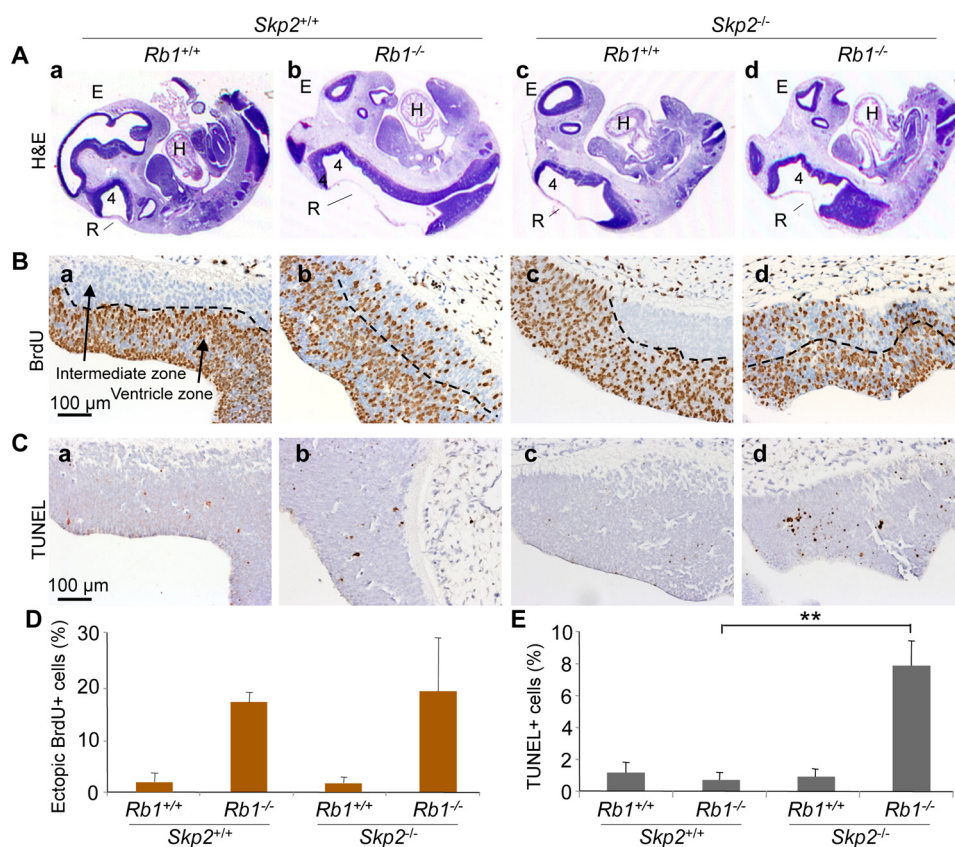 Skp2+/+ Skp2-/-
Rb1+/+ Rb1-/- Rb1+/+ Rb1-/-
A a b c d
H&E
E H 4 R
E H 4 4 R
E H 4 R
E H 4 R
B a b c d
BrdU
Intermediate zone
Ventricle zone
100 μm
C a b c d
TUNEL
100 μm
D
Ectopic BrdU+ cells (%)
30
20
10
0
Rb1+/+ Rb1-/- Rb1+/+ Rb1-/-
Skp2+/+ Skp2-/-
E
TUNEL+ cells (%)
**
10
8
6
4
2
0
Rb1+/+ Rb1-/- Rb1+/+ Rb1-/-
Skp2+/+ Skp2-/-